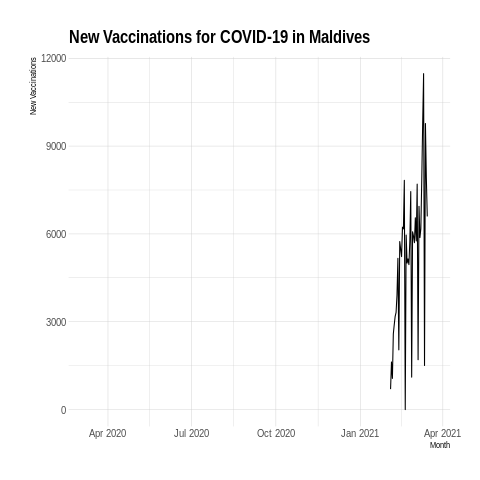 New Vaccinations for COVID-19 in Maldives
New Vaccinations
12000
9000
6000
3000
0
Apr 2020 Jul 2020 Oct 2020 Jan 2021 Apr 2021
Month